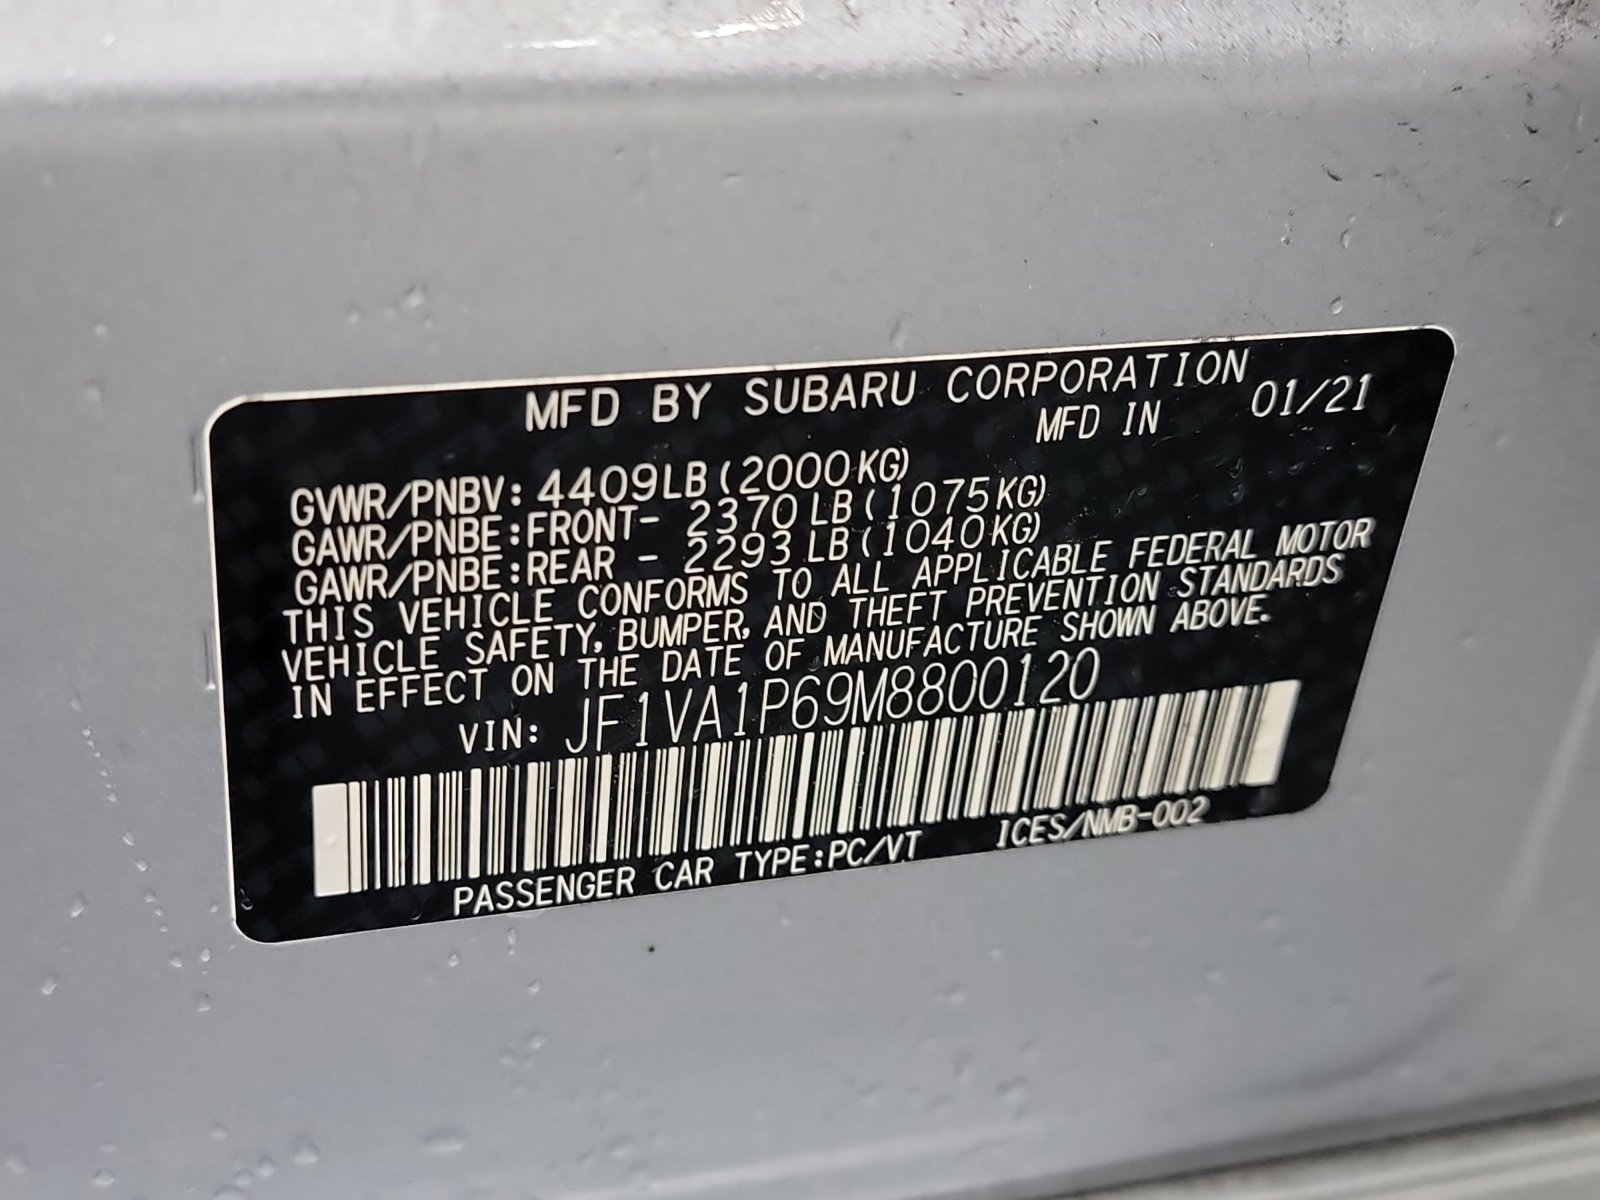 MFD BY SUBARU CORPORATION
MFD IN 01/21
GVWR/PNBV: 4409LB (2000KG)
GAWR/PNBE:FRONT- 2370LB (1075KG)
GAWR/PNBE:REAR - 2293LB (1040KG)
THIS VEHICLE CONFORMS TO ALL APPLICABLE FEDERAL MOTOR
VEHICLE SAFETY, BUMPER, AND THEFT PREVENTION STANDARDS
IN EFFECT ON THE DATE OF MANUFACTURE SHOWN ABOVE.
VIN: JF1VA1P69M8800120
PASSENGER CAR TYPE:PC/VT ICES/NMB-002